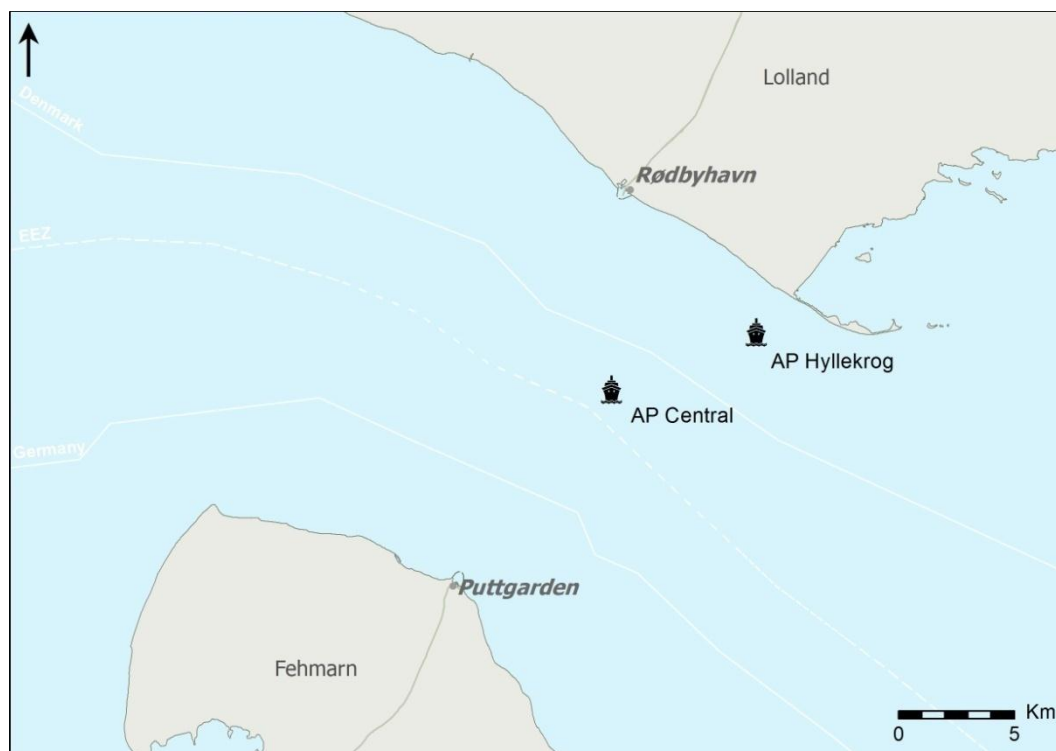 Lolland
Denmark
Rødbyhavn
EEZ
AP Hyllekrog
AP Central
Germany
Puttgarden
Fehmarn
Km
0 5